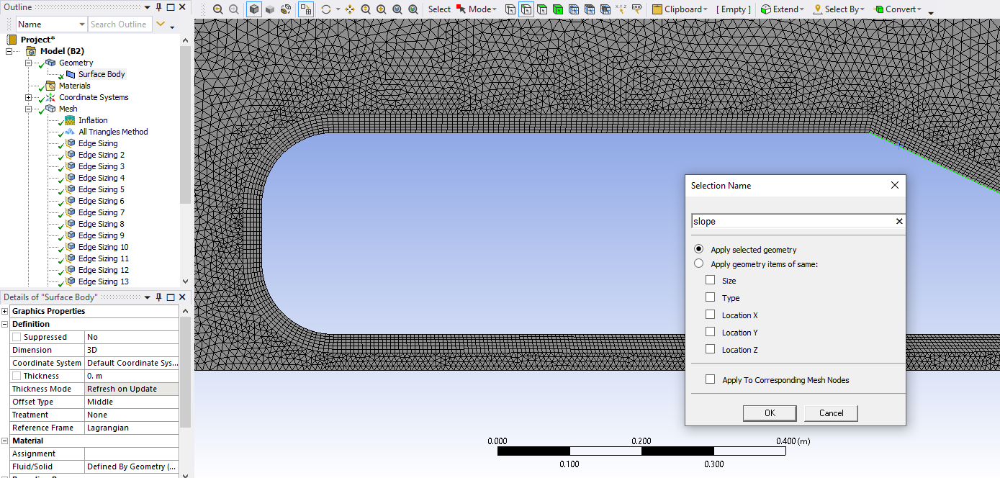 Outline
Name Search Outline
Select Mode X,Y,Z Clipboard [ Empty ] Extend Select By Convert
Project*
Model (B2)
Geometry
Surface Body
Materials
Coordinate Systems
Mesh
Inflation
All Triangles Method
Edge Sizing
Edge Sizing 2
Edge Sizing 3
Edge Sizing 4
Edge Sizing 5
Edge Sizing 6
Edge Sizing 7
Edge Sizing 8
Edge Sizing 9
Edge Sizing 10
Edge Sizing 11
Edge Sizing 12
Edge Sizing 13
Details of "Surface Body"
Graphics Properties
Definition
Suppressed No
Dimension 3D
Coordinate System Default Coordinate Sys...
Thickness 0. m
Thickness Mode Refresh on Update
Offset Type Middle
Treatment None
Reference Frame Lagrangian
Material
Assignment
Fluid/Solid Defined By Geometry (...
Selection Name
slope
Apply selected geometry
Apply geometry items of same:
Size
Type
Location X
Location Y
Location Z
Apply To Corresponding Mesh Nodes
OK Cancel
0.000 0.200 0.400 (m)
0.100 0.300